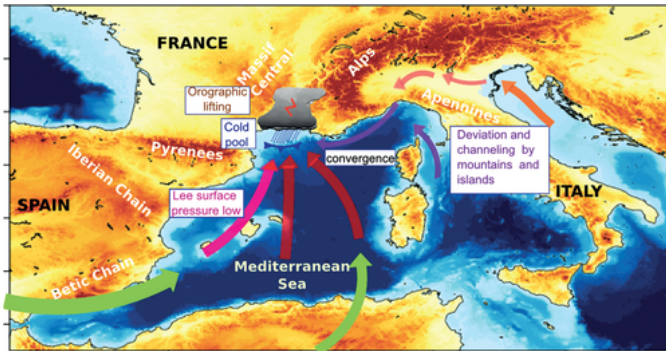 FRANCE
Massif
Central
Alps
Orographic
lifting
Cold
pool
Apennines
Pyrenees
Iberian Chain
convergence
Deviation and
channeling by
mountains and
islands
SPAIN
Lee surface
pressure low
ITALY
Betic Chain
Mediterranean
Sea